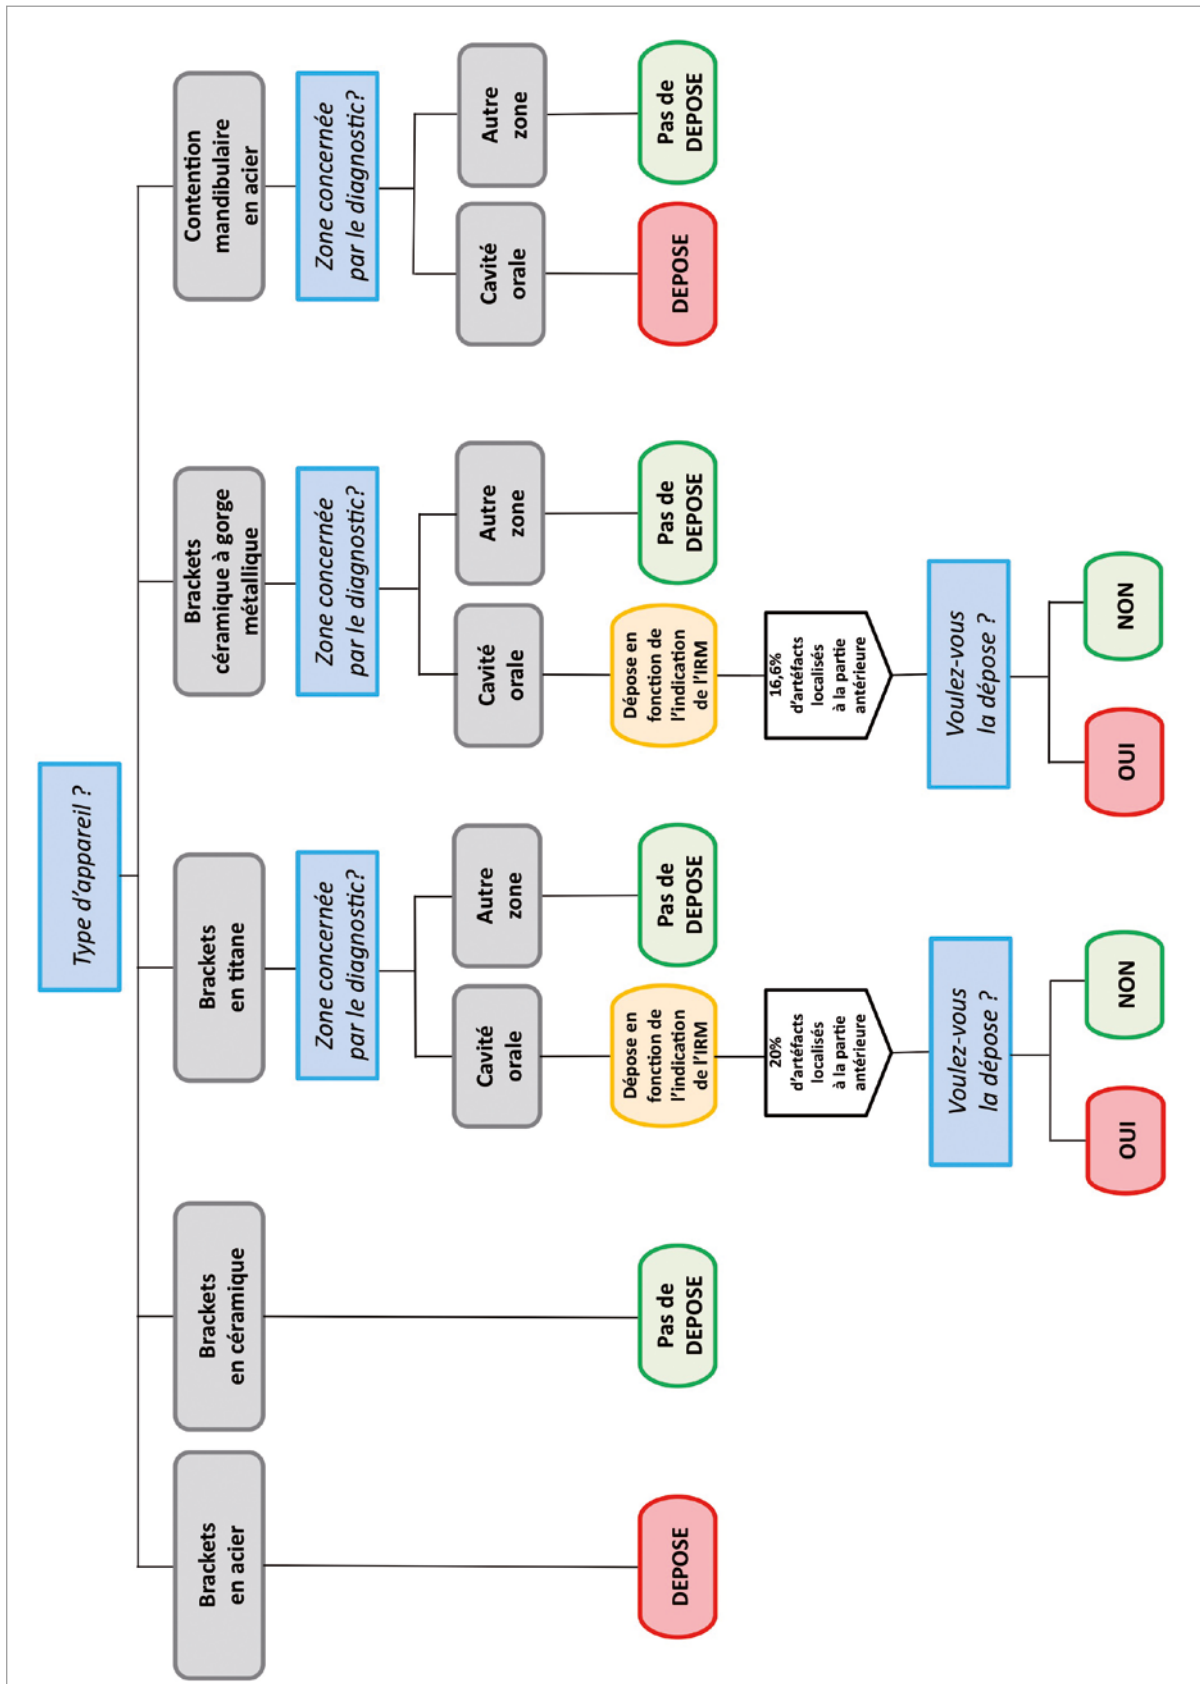 Type d'appareil ?
Brackets
en acier
Brackets
en céramique
Brackets
en titane
Brackets
céramique à gorge
métallique
Contention
mandibulaire
en acier
Zone concernée
par le diagnostic?
Zone concernée
par le diagnostic?
Zone concernée
par le diagnostic?
Cavité
orale
Autre
zone
Cavité
orale
Autre
zone
Cavité
orale
Autre
zone
DEPOSE
Pas de
DEPOSE
Dépose en
fonction de
l'indication
de l'IRM
Pas de
DEPOSE
Dépose en
fonction de
l'indication
de l'IRM
Pas de
DEPOSE
DEPOSE
Pas de
DEPOSE
20%
d'artéfacts
localisés
à la partie
antérieure
16,6%
d'artéfacts
localisés
à la partie
antérieure
Voulez-vous
la dépose ?
Voulez-vous
la dépose ?
OUI
NON
OUI
NON